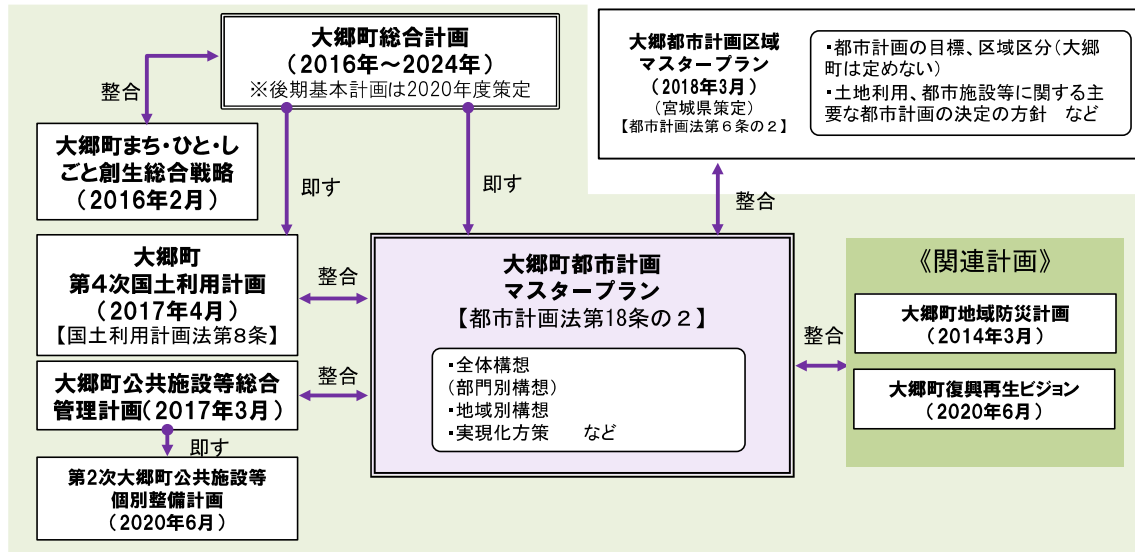 大郷町総合計画
(2016年～2024年)
※後期基本計画は2020年度策定
整合
大郷町まち・ひと・し
ごと創生総合戦略
(2016年2月)
即す
即す
大郷都市計画区域
マスタープラン
(2018年3月)
(宮城県策定)
【都市計画法第６条の２】
・都市計画の目標、区域区分(大郷
町は定めない)
・土地利用、都市施設等に関する主
要な都市計画の決定の方針　など
整合
大郷町
第４次国土利用計画
(2017年4月)
【国土利用計画法第８条】
整合
大郷町都市計画
マスタープラン
【都市計画法第18条の２】
・全体構想
(部門別構想)
・地域別構想
・実現化方策　　など
整合
《関連計画》
大郷町地域防災計画
(2014年3月)
大郷町復興再生ビジョン
(2020年6月)
大郷町公共施設等総合
管理計画(2017年3月)
整合
即す
第2次大郷町公共施設等
個別整備計画
(2020年6月)